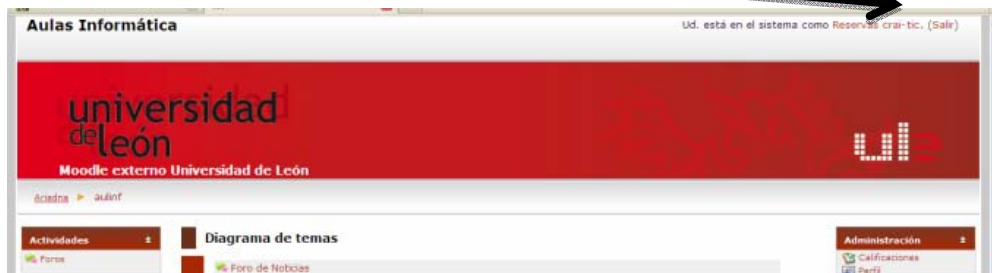 Aulas Informática
Ud. está en el sistema como Reservas crai-tic. (Salir)
universidad
de león
ule
Moodle externo Universidad de León
Ariadna ► aulinf
Actividades
Diagrama de temas
Administración
Foros
Foro de Noticias
Calificaciones
Perfil